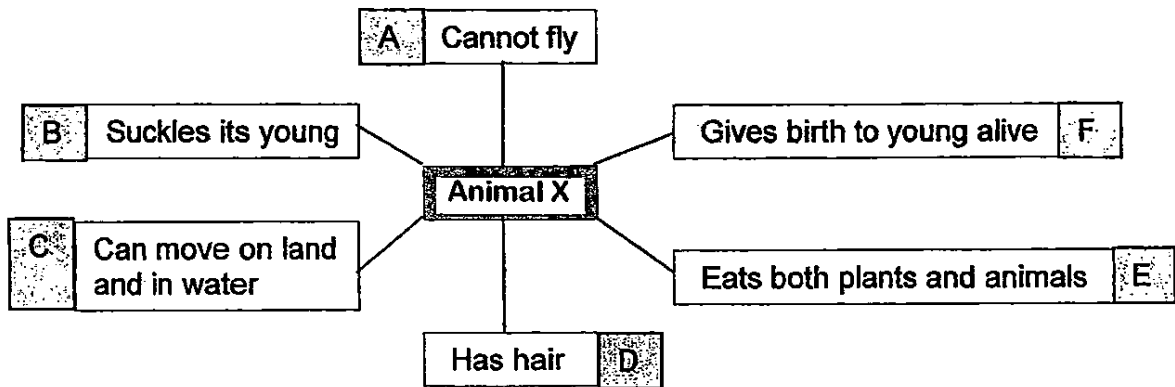 A Cannot fly
B Suckles its young
Gives birth to young alive F
Animal X
C Can move on land
and in water
Eats both plants and animals E
Has hair D